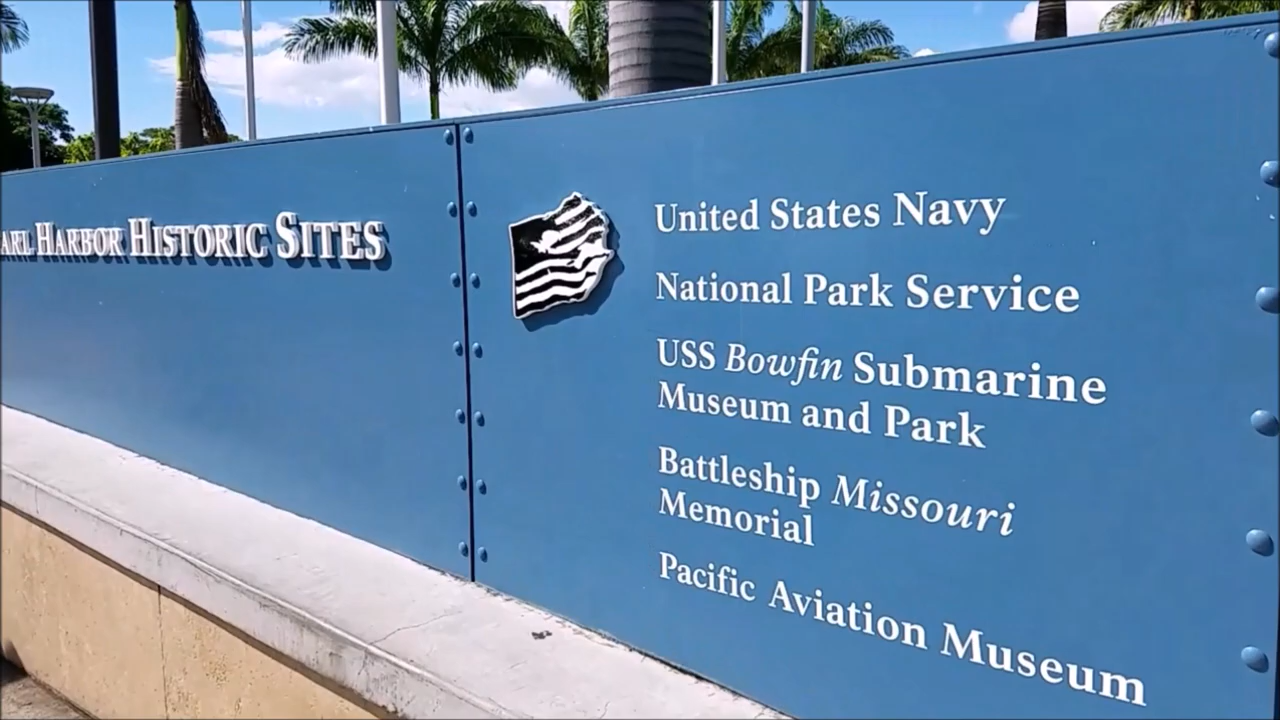 HARBOR HISTORIC SITES
United States Navy
National Park Service
USS Bowfin Submarine
Museum and Park
Battleship Missouri
Memorial
Pacific Aviation Museum